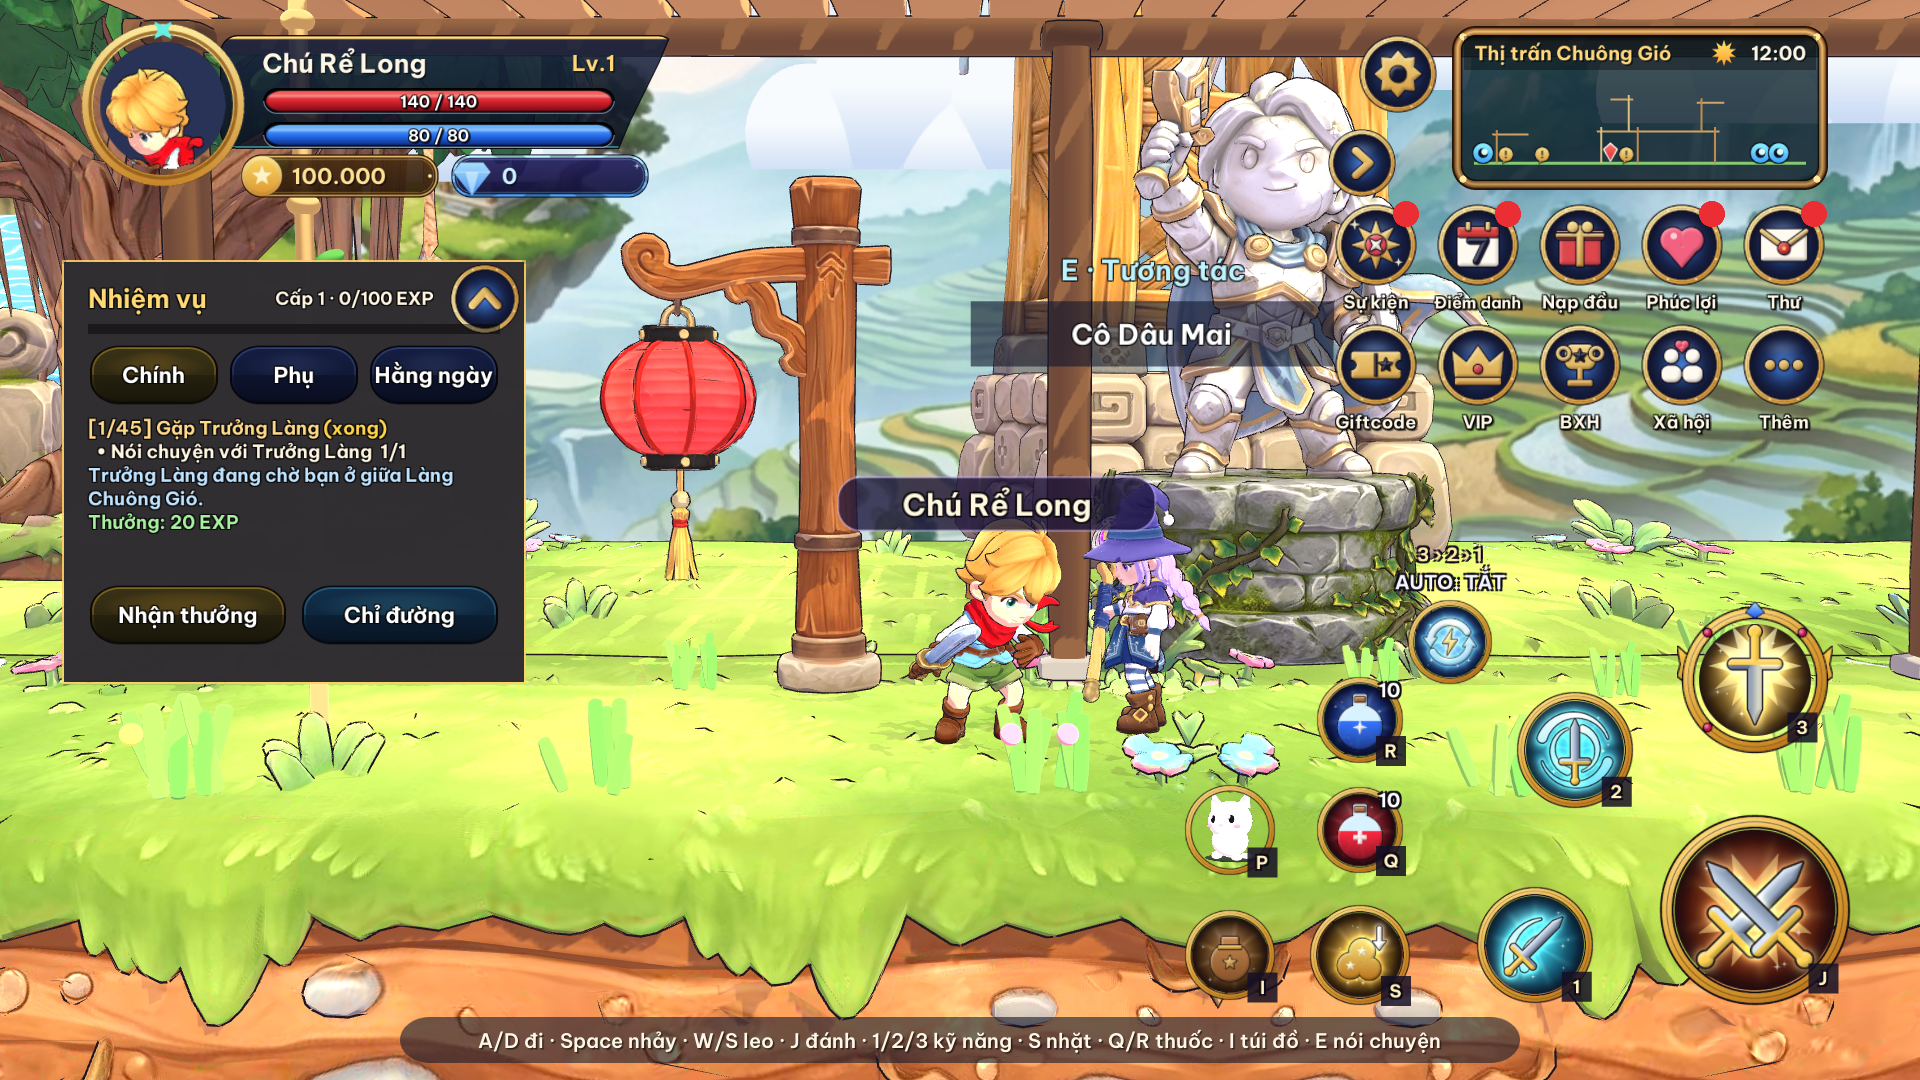 Chú Rể Long
Lv.1
140 / 140
80 / 80
100.000
0
Thị trấn Chuông Gió
12:00
Sự kiện
7
Điểm danh
Nạp đầu
Phúc lợi
Thư
Giftcode
VIP
BXH
Xã hội
Thêm
Nhiệm vụ
Cấp 1 · 0/100 EXP
Chính
Phụ
Hằng ngày
[1/45] Gặp Trưởng Làng (xong)
• Nói chuyện với Trưởng Làng 1/1
Trưởng Làng đang chờ bạn ở giữa Làng
Chuông Gió.
Thưởng: 20 EXP
Nhận thưởng
Chỉ đường
E · Tương tác
Cô Dâu Mai
Chú Rể Long
3»2»1
AUTO: TẮT
10
R
3
2
10
Q
P
I
S
1
J
A/D đi · Space nhảy · W/S leo · J đánh · 1/2/3 kỹ năng · S nhặt · Q/R thuốc · I túi đồ · E nói chuyện